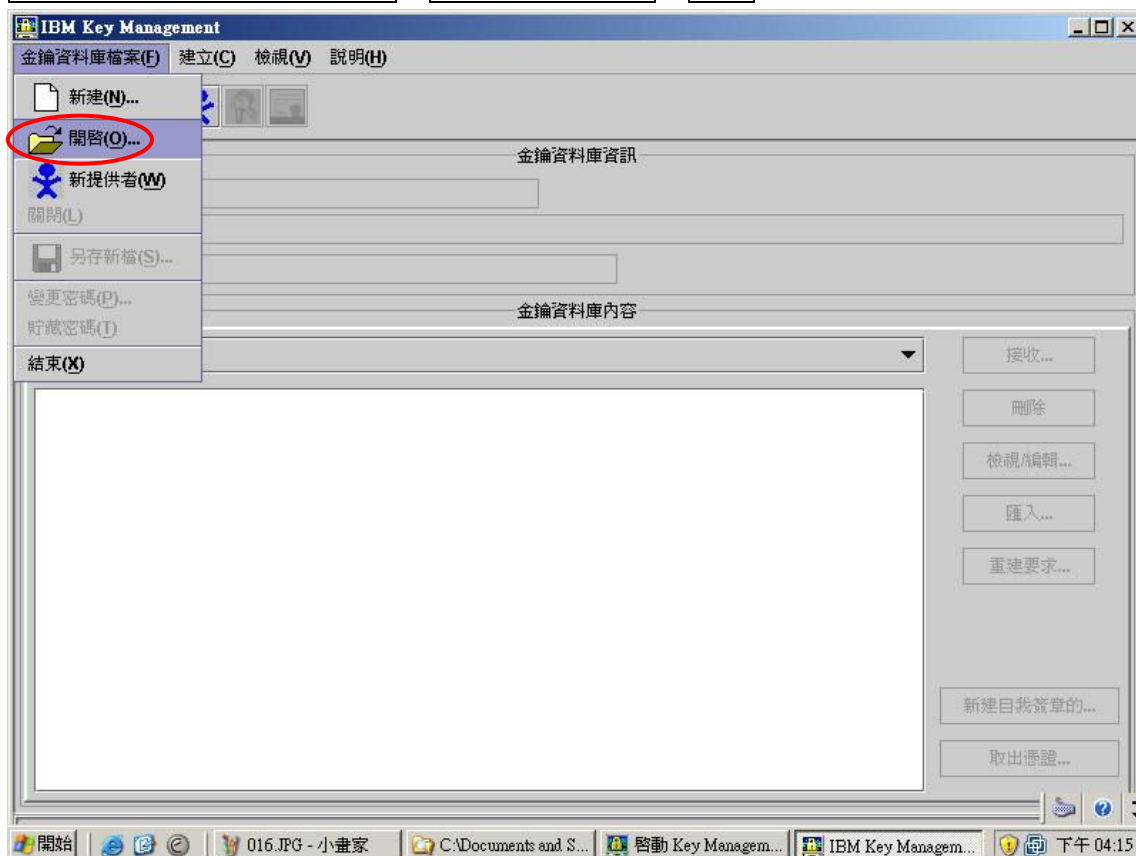 IBM Key Management
金鑰資料庫檔案(F) 建立(C) 檢視(V) 說明(H)
新建(N)...
開啟(O)...
金鑰資料庫資訊
新提供者(W)
關閉(L)
另存新檔(S)...
變更密碼(P)...
金鑰資料庫內容
貯藏密碼(T)
結束(X)
接收...
刪除
檢視/編輯...
匯入...
重建要求...
新建自我簽章的...
取出憑證...
開始 016.JPG - 小畫家 C:\Documents and S... 啟動 Key Managem... IBM Key Managem... 下午 04:15